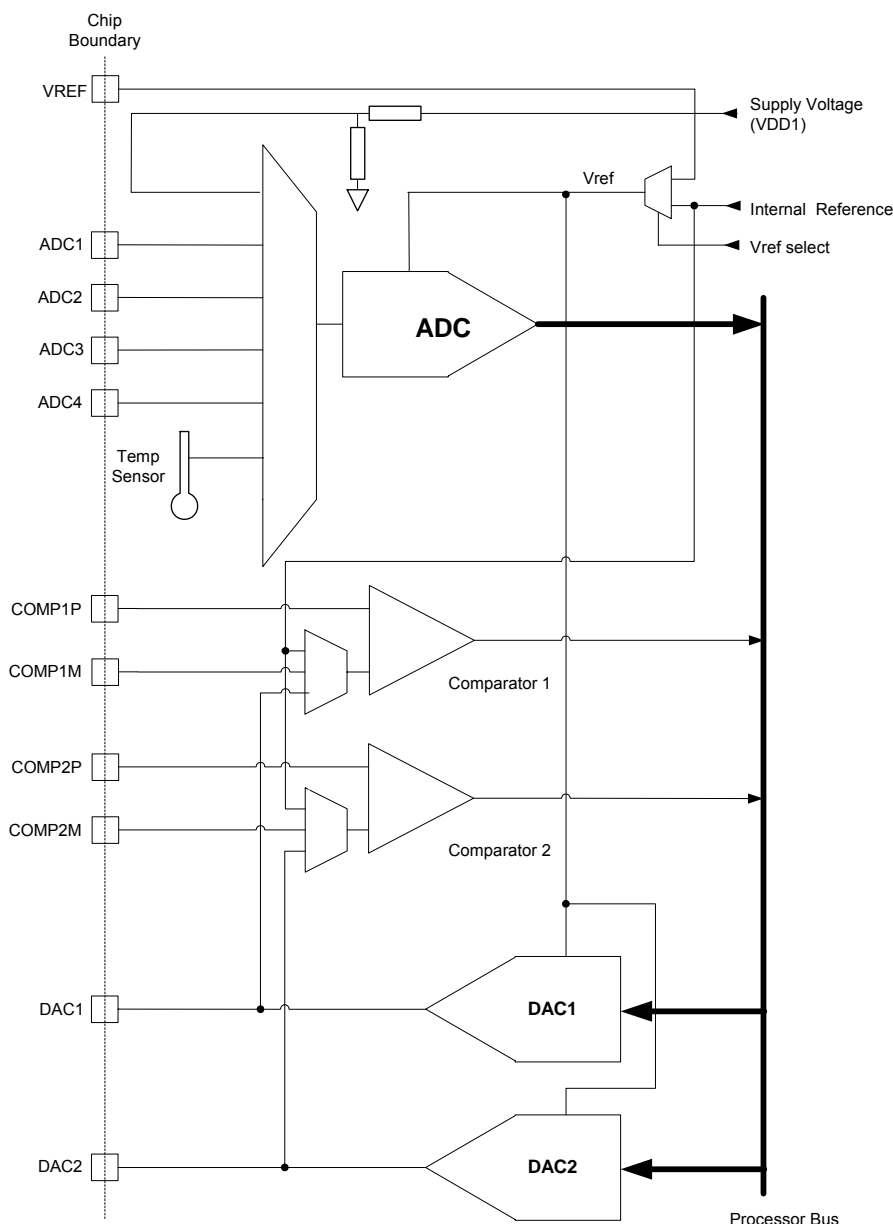 Chip
Boundary
VREF
Supply Voltage
(VDD1)
Vref
Internal Reference
Vref select
ADC1
ADC2
ADC3
ADC4
ADC
Temp
Sensor
COMP1P
COMP1M
Comparator 1
COMP2P
COMP2M
Comparator 2
DAC1
DAC1
DAC2
DAC2
Processor Bus